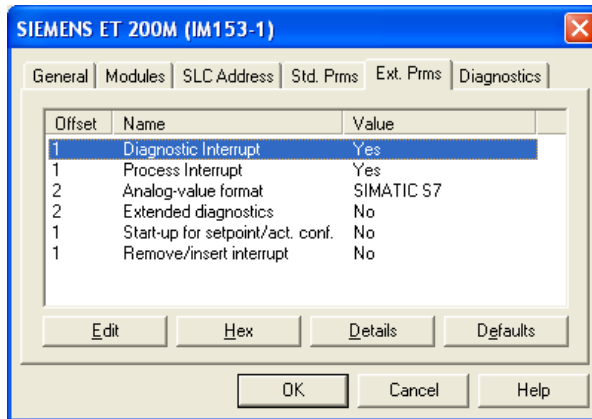 SIEMENS ET 200M (IM153-1)
General Modules SLC Address Std. Prms Ext. Prms Diagnostics
Offset Name Value
1 Diagnostic Interrupt Yes
1 Process Interrupt Yes
2 Analog-value format SIMATIC S7
2 Extended diagnostics No
1 Start-up for setpoint/act. conf. No
1 Remove/insert interrupt No
Edit Hex Details Defaults
OK Cancel Help